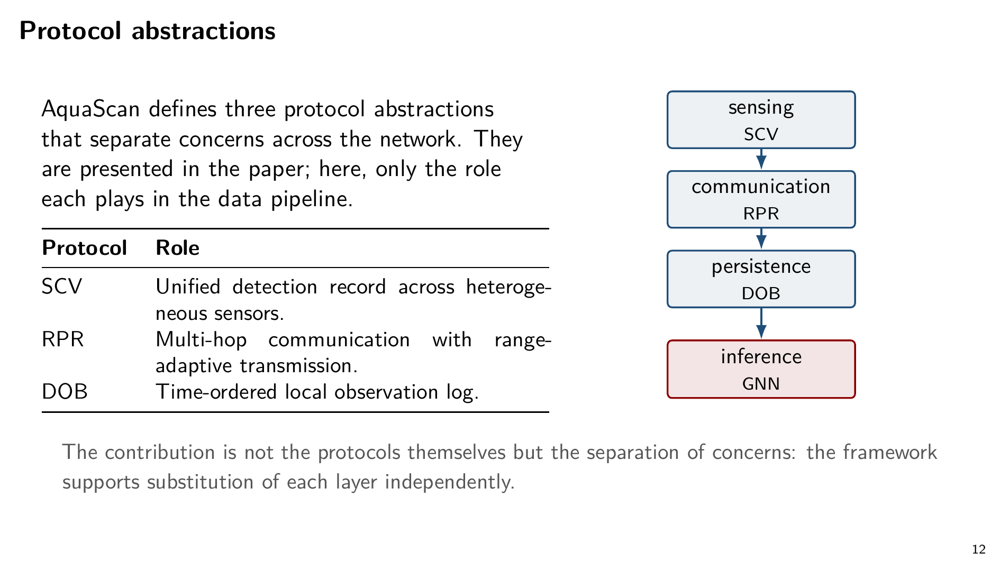 Protocol abstractions
AquaScan defines three protocol abstractions
that separate concerns across the network. They
are presented in the paper; here, only the role
each plays in the data pipeline.
Protocol Role
SCV Unified detection record across heteroge-
neous sensors.
RPR Multi-hop communication with range-
adaptive transmission.
DOB Time-ordered local observation log.
sensing
SCV
communication
RPR
persistence
DOB
inference
GNN
The contribution is not the protocols themselves but the separation of concerns: the framework
supports substitution of each layer independently.
12